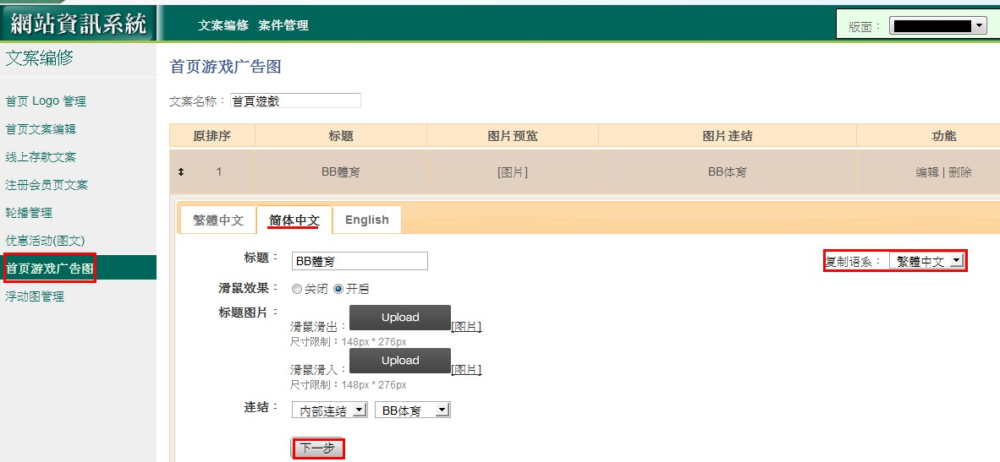 網站資訊系統 文案编修 案件管理 版面：
文案编修
首页 Logo 管理
首页文案编辑
线上存款文案
注册会员页文案
轮播管理
优惠活动(图文)
首页游戏广告图
浮动图管理
首页游戏广告图
文案名称： 首頁遊戲
原排序 标题 图片预览 图片连结 功能
1 BB體育 [图片] BB体育 编辑 | 删除
繁體中文 简体中文 English
标题： BB體育 复制语系： 繁體中文
滑鼠效果： 关闭 开启
标题图片：
滑鼠滑出： Upload [图片]
尺寸限制：148px * 276px
滑鼠滑入： Upload [图片]
尺寸限制：148px * 276px
连结： 内部连结 BB体育
下一步